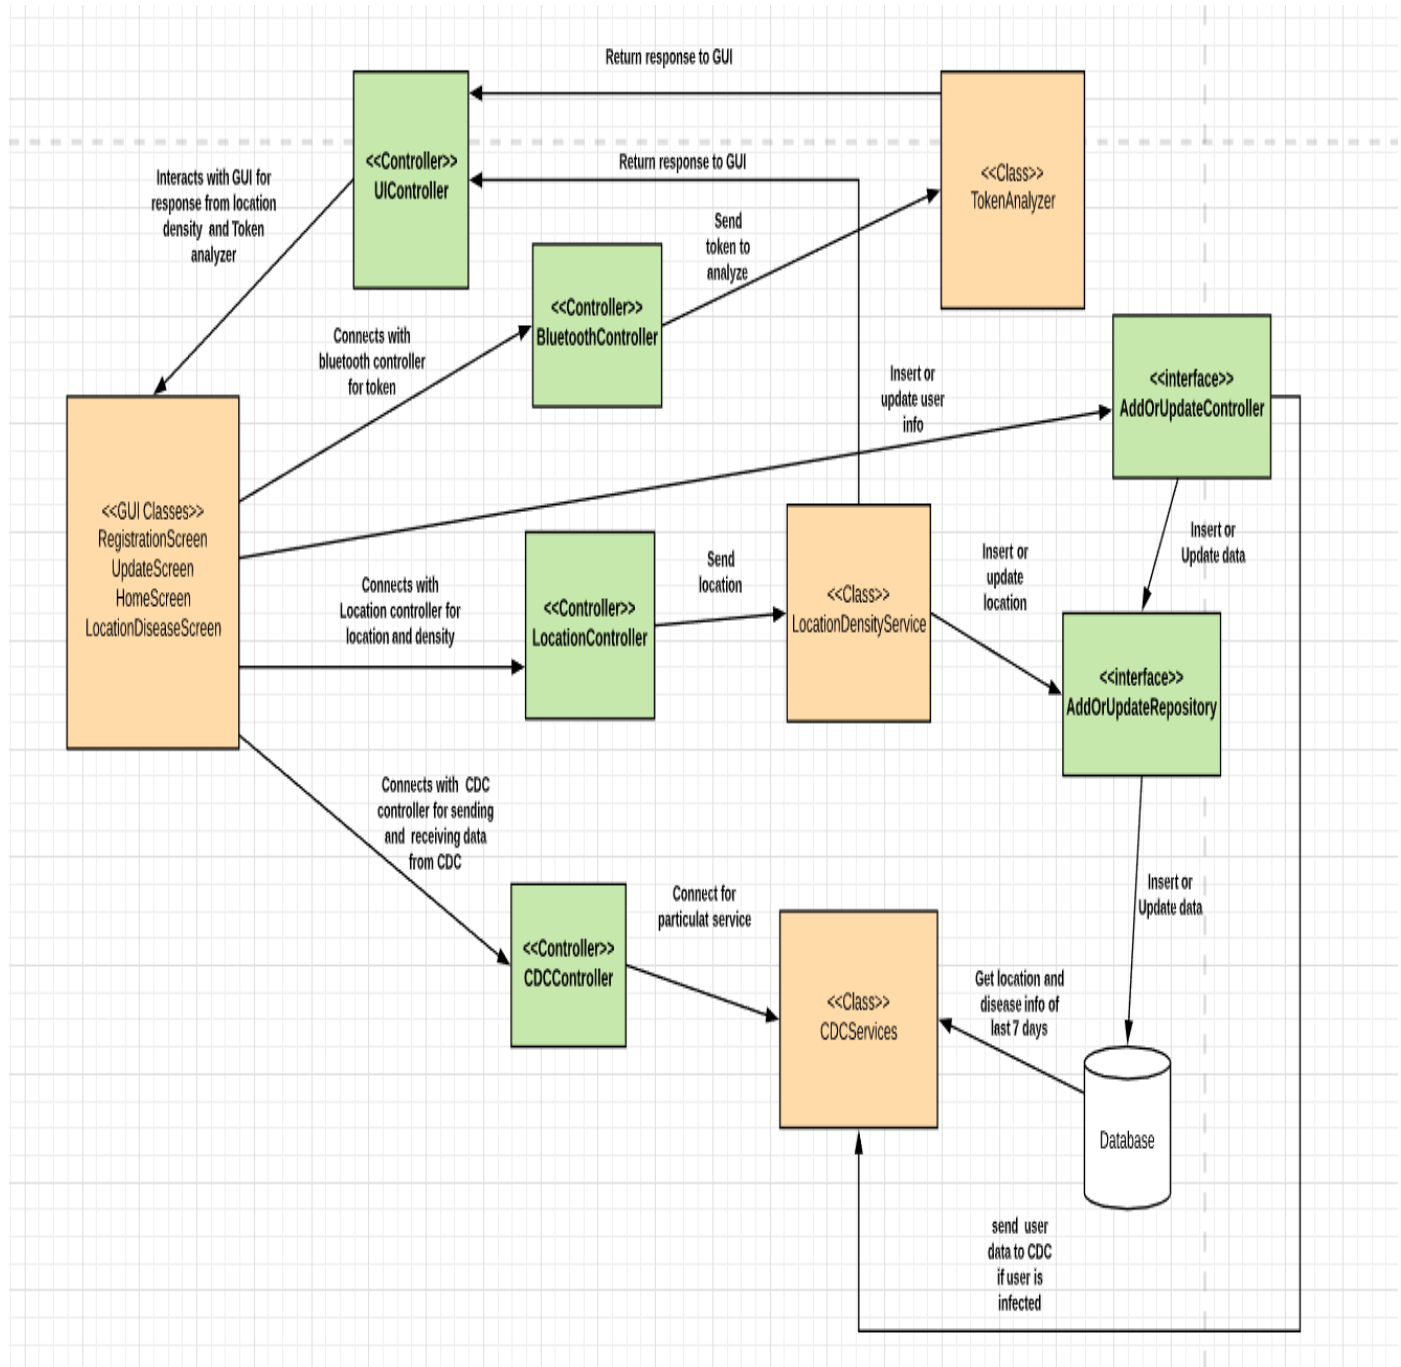 Return response to GUI
<<Controller>>
UIController
Return response to GUI
<<Class>>
TokenAnalyzer
Interacts with GUI for
response from location
density and Token
analyzer
Send
token to
analyze
<<Controller>>
BluetoothController
Connects with
bluetooth controller
for token
Insert or
update user
info
<<interface>>
AddOrUpdateController
<<GUI Classes>>
RegistrationScreen
UpdateScreen
HomeScreen
LocationDiseaseScreen
Connects with
Location controller for
location and density
<<Controller>>
LocationController
Send
location
<<Class>>
LocationDensityService
Insert or
update
location
Insert or
Update data
<<interface>>
AddOrUpdateRepository
Connects with CDC
controller for sending
and receiving data
from CDC
<<Controller>>
CDCController
Connect for
particulat service
<<Class>>
CDCServices
Insert or
Update data
Get location and
disease info of
last 7 days
Database
send user
data to CDC
if user is
infected